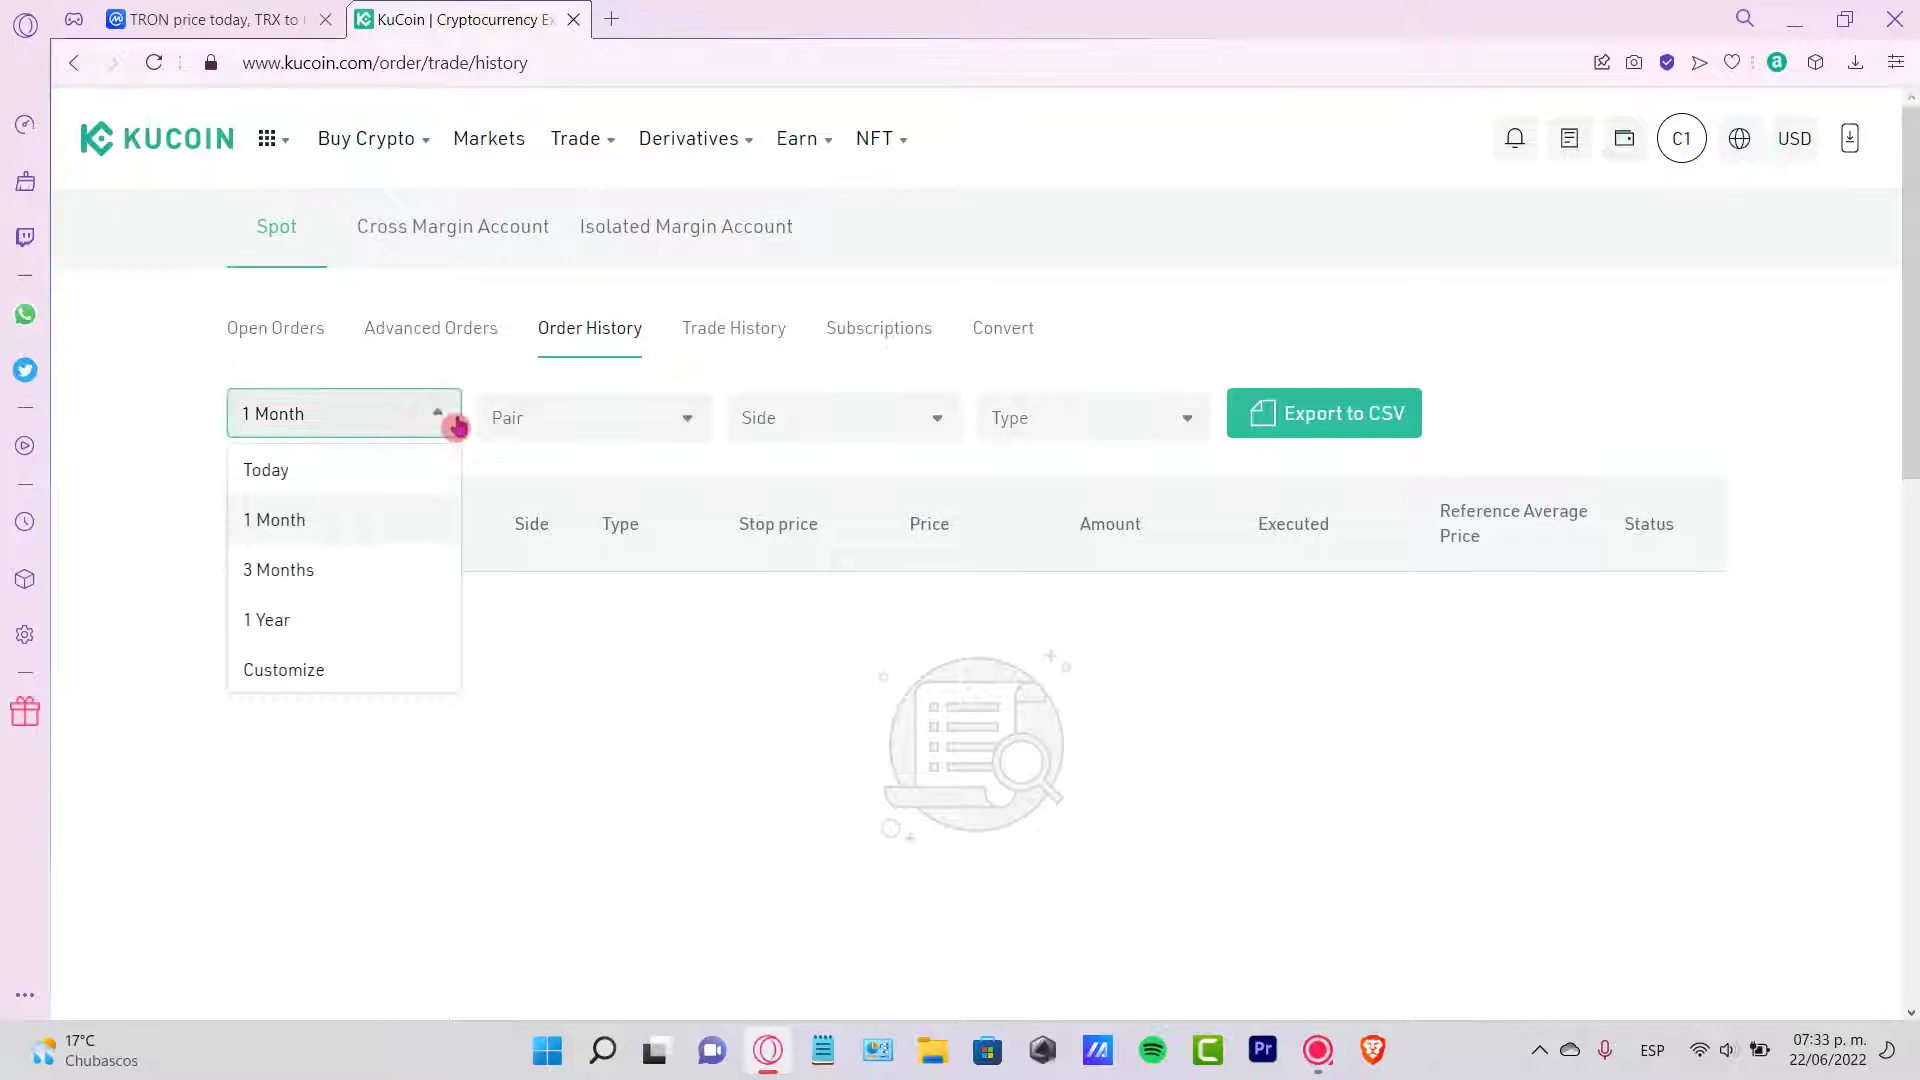 TRON price today, TRX to
KuCoin | Cryptocurrency Ex
www.kucoin.com/order/trade/history
KUCOIN
Buy Crypto
Markets
Trade
Derivatives
Earn
NFT
C1
USD
Spot
Cross Margin Account
Isolated Margin Account
Open Orders
Advanced Orders
Order History
Trade History
Subscriptions
Convert
1 Month
Pair
Side
Type
Export to CSV
Today
1 Month
3 Months
1 Year
Customize
Side
Type
Stop price
Price
Amount
Executed
Reference Average
Price
Status
17°C
Chubascos
Pr
ESP
07:33 p. m.
22/06/2022